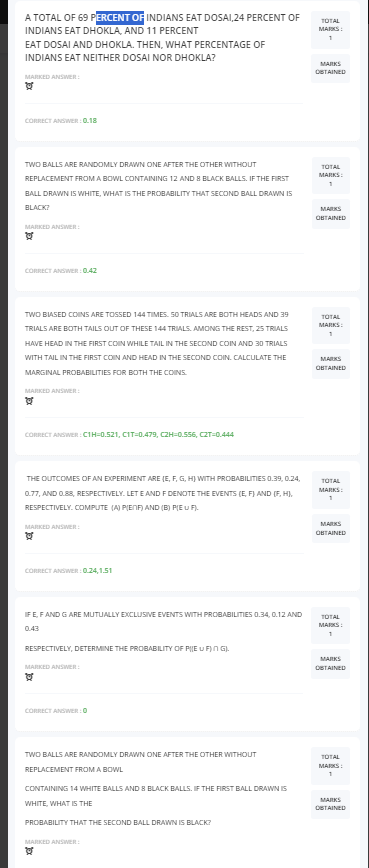 A TOTAL OF 69 PERCENT OF INDIANS EAT DOSAI,24 PERCENT OF
INDIANS EAT DHOKLA, AND 11 PERCENT
EAT DOSAI AND DHOKLA. THEN, WHAT PERCENTAGE OF
INDIANS EAT NEITHER DOSAI NOR DHOKLA?
TOTAL
MARKS :
1
MARKS
OBTAINED
MARKED ANSWER :
CORRECT ANSWER : 0.18
TWO BALLS ARE RANDOMLY DRAWN ONE AFTER THE OTHER WITHOUT
REPLACEMENT FROM A BOWL CONTAINING 12 AND 8 BLACK BALLS. IF THE FIRST
BALL DRAWN IS WHITE, WHAT IS THE PROBABILITY THAT SECOND BALL DRAWN IS
BLACK?
TOTAL
MARKS :
1
MARKS
OBTAINED
MARKED ANSWER :
CORRECT ANSWER : 0.42
TWO BIASED COINS ARE TOSSED 144 TIMES. 50 TRIALS ARE BOTH HEADS AND 39
TRIALS ARE BOTH TAILS OUT OF THESE 144 TRIALS. AMONG THE REST, 25 TRIALS
HAVE HEAD IN THE FIRST COIN WHILE TAIL IN THE SECOND COIN AND 30 TRIALS
WITH TAIL IN THE FIRST COIN AND HEAD IN THE SECOND COIN. CALCULATE THE
MARGINAL PROBABILITIES FOR BOTH THE COINS.
TOTAL
MARKS :
1
MARKS
OBTAINED
MARKED ANSWER :
CORRECT ANSWER : C1H=0.521, C1T=0.479, C2H=0.556, C2T=0.444
THE OUTCOMES OF AN EXPERIMENT ARE {E, F, G, H} WITH PROBABILITIES 0.39, 0.24,
0.77, AND 0.88, RESPECTIVELY. LET E AND F DENOTE THE EVENTS {E, F} AND {F, H},
RESPECTIVELY. COMPUTE (A) P(E∩F) AND (B) P(E ∪ F).
TOTAL
MARKS :
1
MARKS
OBTAINED
MARKED ANSWER :
CORRECT ANSWER : 0.24,1.51
IF E, F AND G ARE MUTUALLY EXCLUSIVE EVENTS WITH PROBABILITIES 0.34, 0.12 AND
0.43
RESPECTIVELY, DETERMINE THE PROBABILITY OF P((E ∪ F) ∩ G).
TOTAL
MARKS :
1
MARKS
OBTAINED
MARKED ANSWER :
CORRECT ANSWER : 0
TWO BALLS ARE RANDOMLY DRAWN ONE AFTER THE OTHER WITHOUT
REPLACEMENT FROM A BOWL
CONTAINING 14 WHITE BALLS AND 8 BLACK BALLS. IF THE FIRST BALL DRAWN IS
WHITE, WHAT IS THE
PROBABILITY THAT THE SECOND BALL DRAWN IS BLACK?
TOTAL
MARKS :
1
MARKS
OBTAINED
MARKED ANSWER :